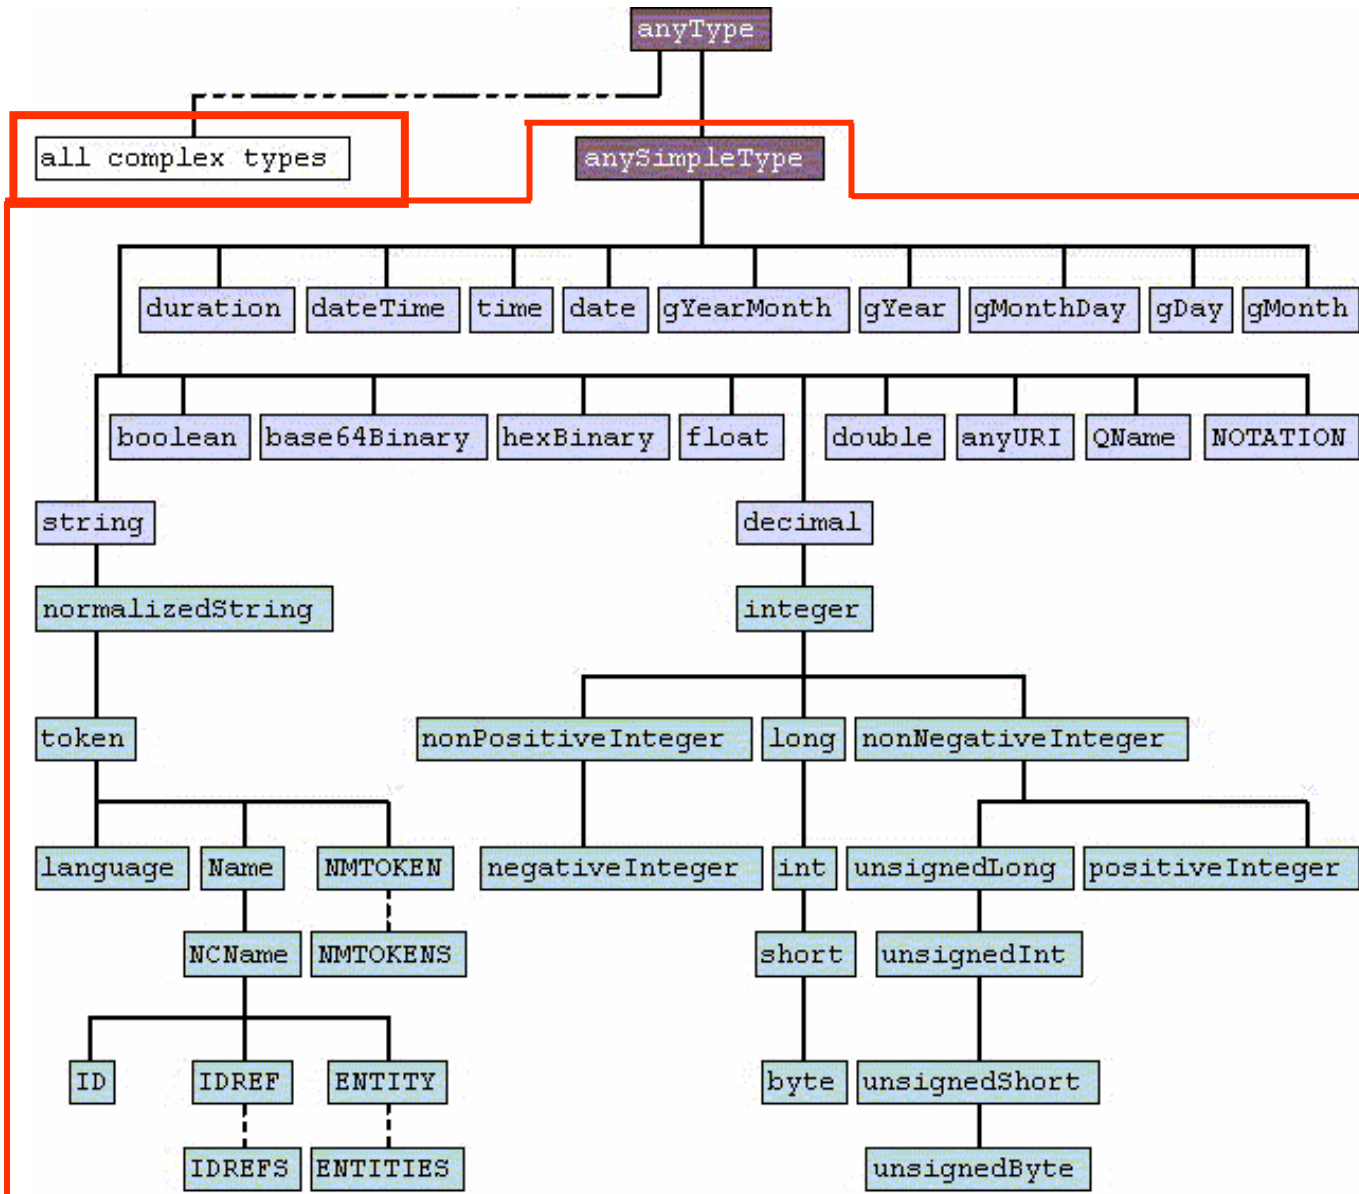 anyType
all complex types
anySimpleType
duration
dateTime
time
date
gYearMonth
gYear
gMonthDay
gDay
gMonth
boolean
base64Binary
hexBinary
float
double
anyURI
QName
NOTATION
string
decimal
normalizedString
integer
token
nonPositiveInteger
long
nonNegativeInteger
language
Name
NMTOKEN
negativeInteger
int
unsignedLong
positiveInteger
NCName
NMTOKENS
short
unsignedInt
ID
IDREF
ENTITY
byte
unsignedShort
IDREFS
ENTITIES
unsignedByte